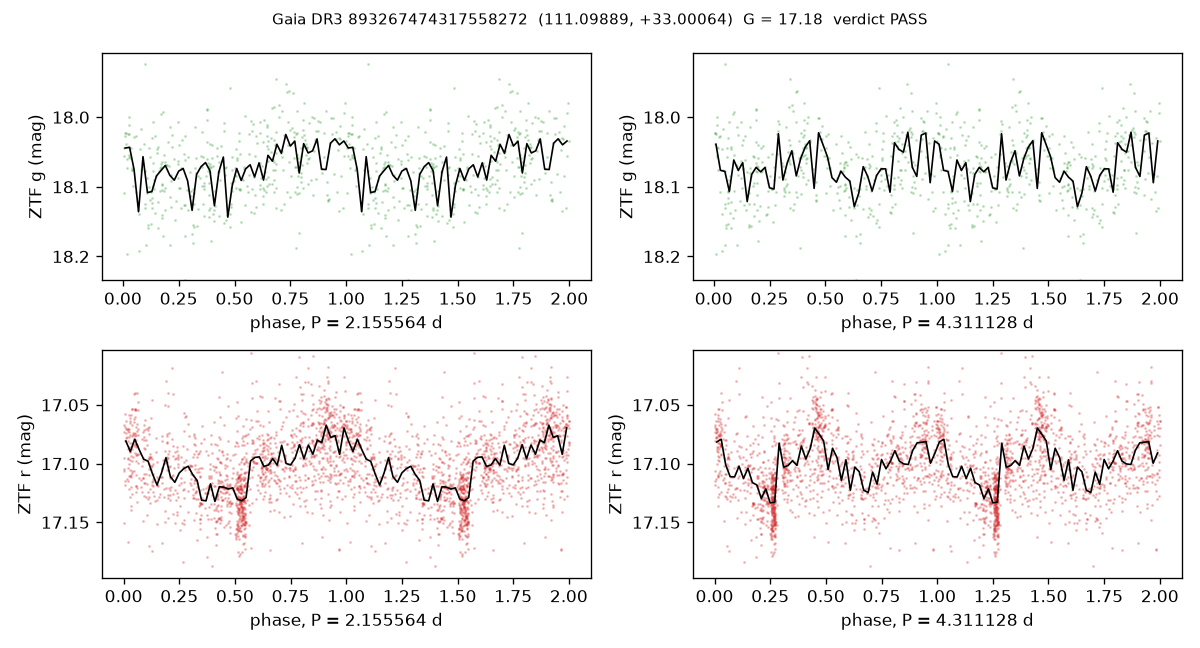 Gaia DR3 893267474317558272 (111.09889, +33.00064) G = 17.18 verdict PASS
ZTF g (mag)
18.0
18.1
18.2
0.00 0.25 0.50 0.75 1.00 1.25 1.50 1.75 2.00
phase, P = 2.155564 d
ZTF g (mag)
18.0
18.1
18.2
0.00 0.25 0.50 0.75 1.00 1.25 1.50 1.75 2.00
phase, P = 4.311128 d
ZTF r (mag)
17.05
17.10
17.15
0.00 0.25 0.50 0.75 1.00 1.25 1.50 1.75 2.00
phase, P = 2.155564 d
ZTF r (mag)
17.05
17.10
17.15
0.00 0.25 0.50 0.75 1.00 1.25 1.50 1.75 2.00
phase, P = 4.311128 d